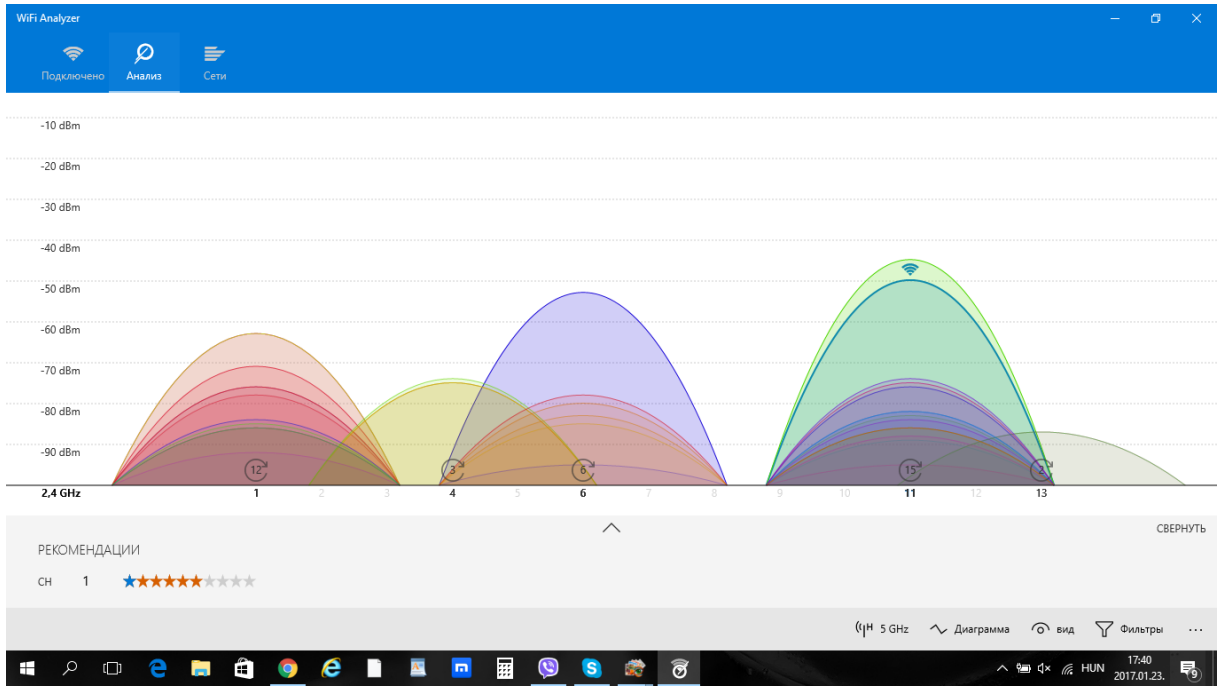 WiFi Analyzer
Подключено Анализ Сети
-10 dBm
-20 dBm
-30 dBm
-40 dBm
-50 dBm
-60 dBm
-70 dBm
-80 dBm
-90 dBm
12 3 6 15 2
2,4 GHz 1 2 3 4 5 6 7 8 9 10 11 12 13
СВЕРНУТЬ
РЕКОМЕНДАЦИИ
CH 1
5 GHz Диаграмма вид Фильтры ...
HUN 17:40
2017.01.23. 9